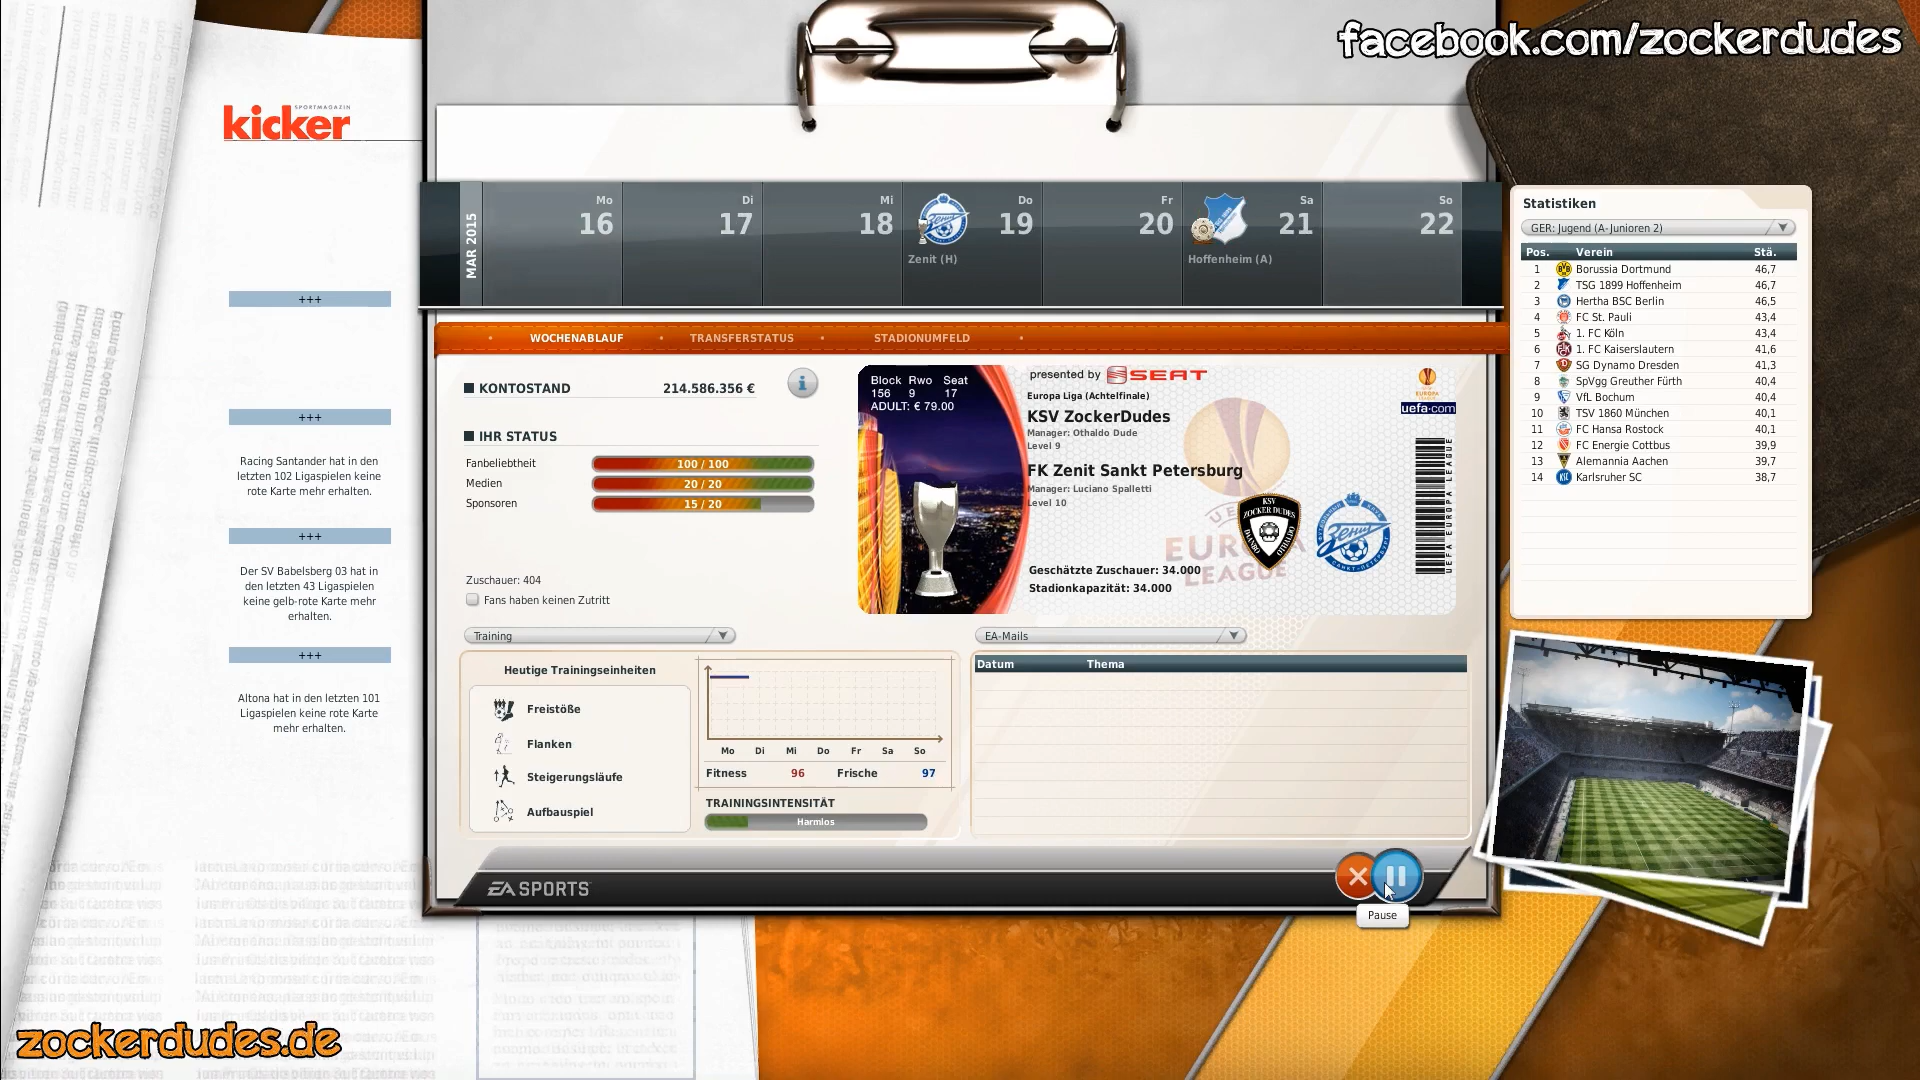 facebook.com/zockerdudes
SPORTMAGAZIN
kicker
+++
+++
Racing Santander hat in den
letzten 102 Ligaspielen keine
rote Karte mehr erhalten.
+++
Der SV Babelsberg 03 hat in
den letzten 43 Ligaspielen
keine gelb-rote Karte mehr
erhalten.
+++
Altona hat in den letzten 101
Ligaspielen keine rote Karte
mehr erhalten.
MAR 2015
Mo 16
Di 17
Mi 18
Do 19
Zenit (H)
Fr 20
Sa 21
Hoffenheim (A)
So 22
WOCHENABLAUF
TRANSFERSTATUS
STADIONUMFELD
KONTOSTAND 214.586.356 €
IHR STATUS
Fanbeliebtheit 100 / 100
Medien 20 / 20
Sponsoren 15 / 20
Zuschauer: 404
Fans haben keinen Zutritt
Block Rwo Seat
156 9 17
ADULT: € 79.00
presented by SEAT
Europa Liga (Achtelfinale)
KSV ZockerDudes
Manager: Othaldo Dude
Level 9
FK Zenit Sankt Petersburg
Manager: Luciano Spalletti
Level 10
KSV
ZOCKER DUDES
DAANBO OTHALDO
Зенит
Geschätzte Zuschauer: 34.000
Stadionkapazität: 34.000
uefa.com
UEFA EUROPA LEAGUE
Training
Heutige Trainingseinheiten
Freistöße
Flanken
Steigerungsläufe
Aufbauspiel
Mo Di Mi Do Fr Sa So
Fitness 96 Frische 97
TRAININGSINTENSITÄT
Harmlos
EA-Mails
Datum Thema
EA SPORTS
Pause
Statistiken
GER: Jugend (A-Junioren 2)
Pos. Verein Stä.
1 Borussia Dortmund 46,7
2 TSG 1899 Hoffenheim 46,7
3 Hertha BSC Berlin 46,5
4 FC St. Pauli 43,4
5 1. FC Köln 43,4
6 1. FC Kaiserslautern 41,6
7 SG Dynamo Dresden 41,3
8 SpVgg Greuther Fürth 40,4
9 VfL Bochum 40,4
10 TSV 1860 München 40,1
11 FC Hansa Rostock 40,1
12 FC Energie Cottbus 39,9
13 Alemannia Aachen 39,7
14 Karlsruher SC 38,7
zockerdudes.de